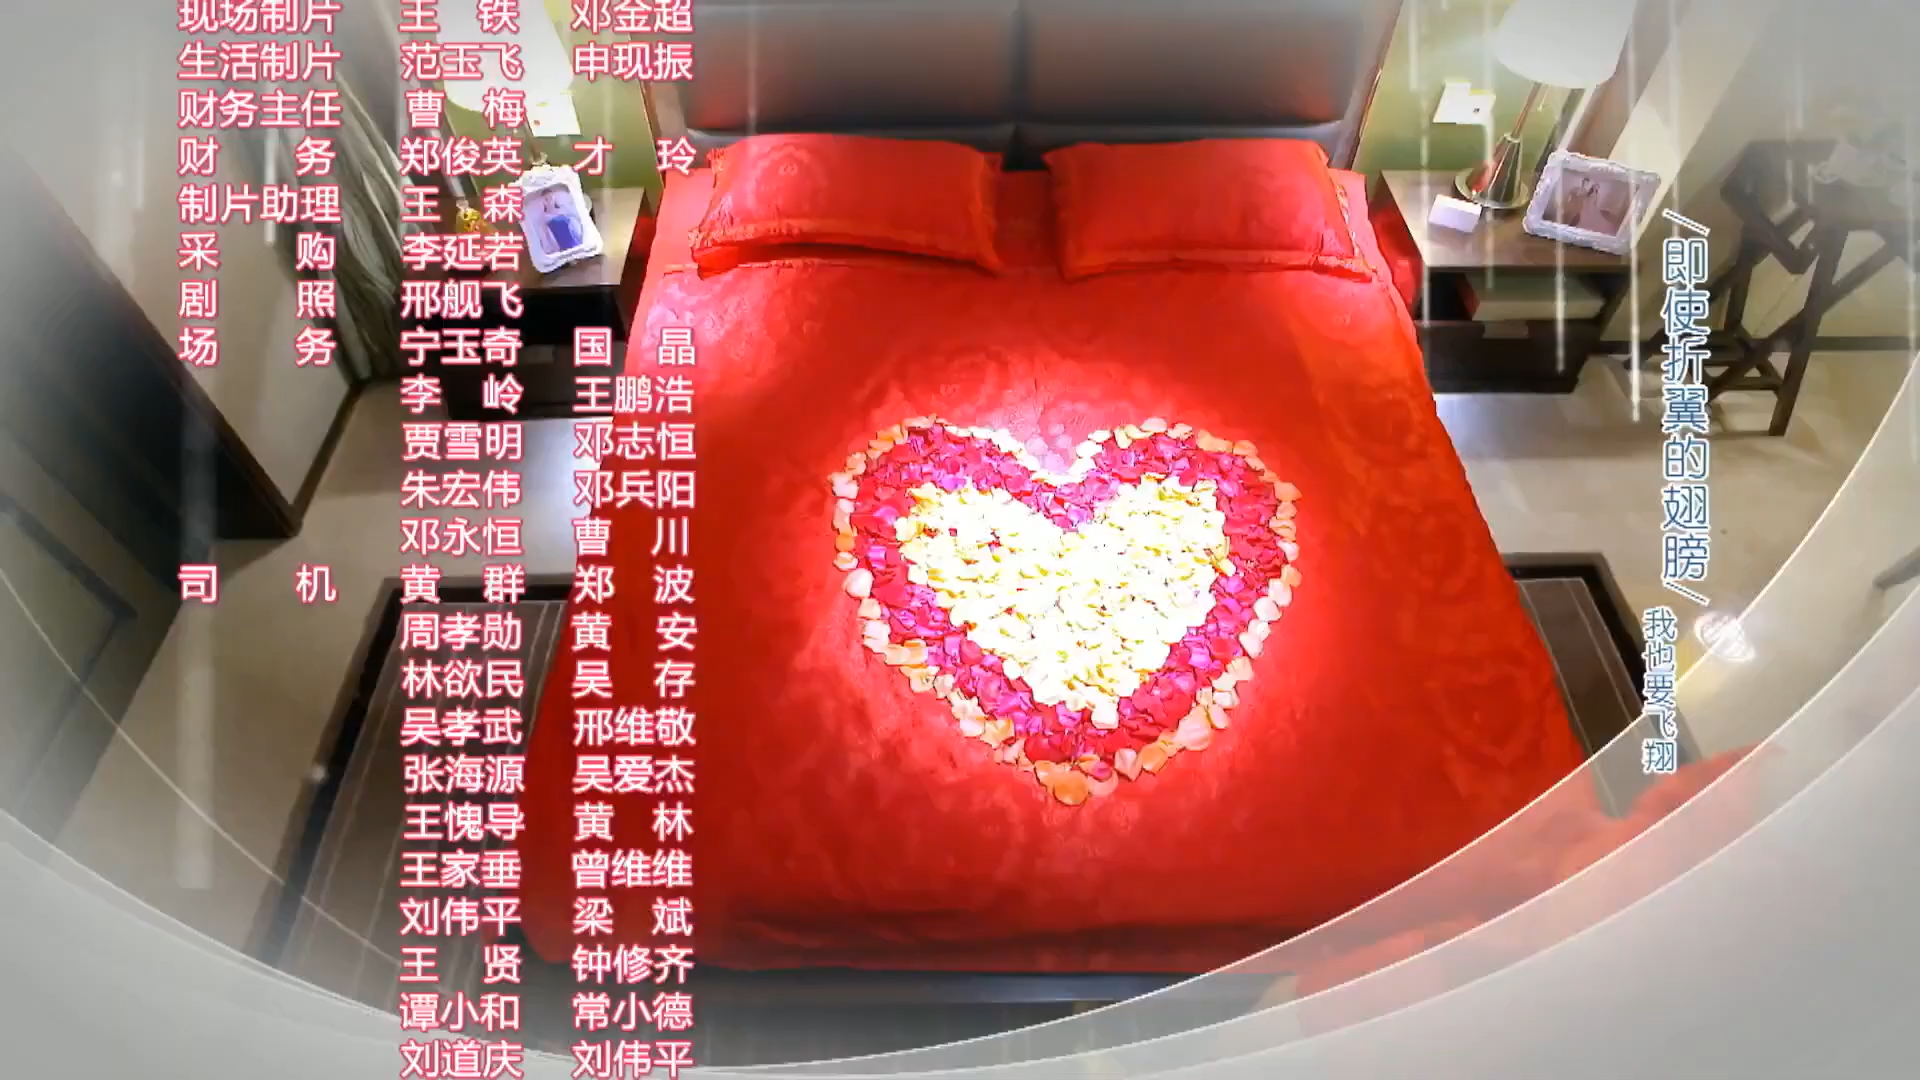 现场制片 王铁 邓金超
生活制片 范玉飞 申现振
财务主任 曹梅
财务 郑俊英 才玲
制片助理 王森
采购 李延若
剧照 邢舰飞
场务 宁玉奇 国晶
李岭 王鹏浩
贾雪明 邓志恒
朱宏伟 邓兵阳
邓永恒 曹川
司机 黄群 郑波
周孝勋 黄安
林欲民 吴存
吴孝武 邢维敬
张海源 吴爱杰
王愧导 黄林
王家垂 曾维维
刘伟平 梁斌
王贤 钟修齐
谭小和 常小德
刘道庆 刘伟平
即使折翼的翅膀
我也要飞翔